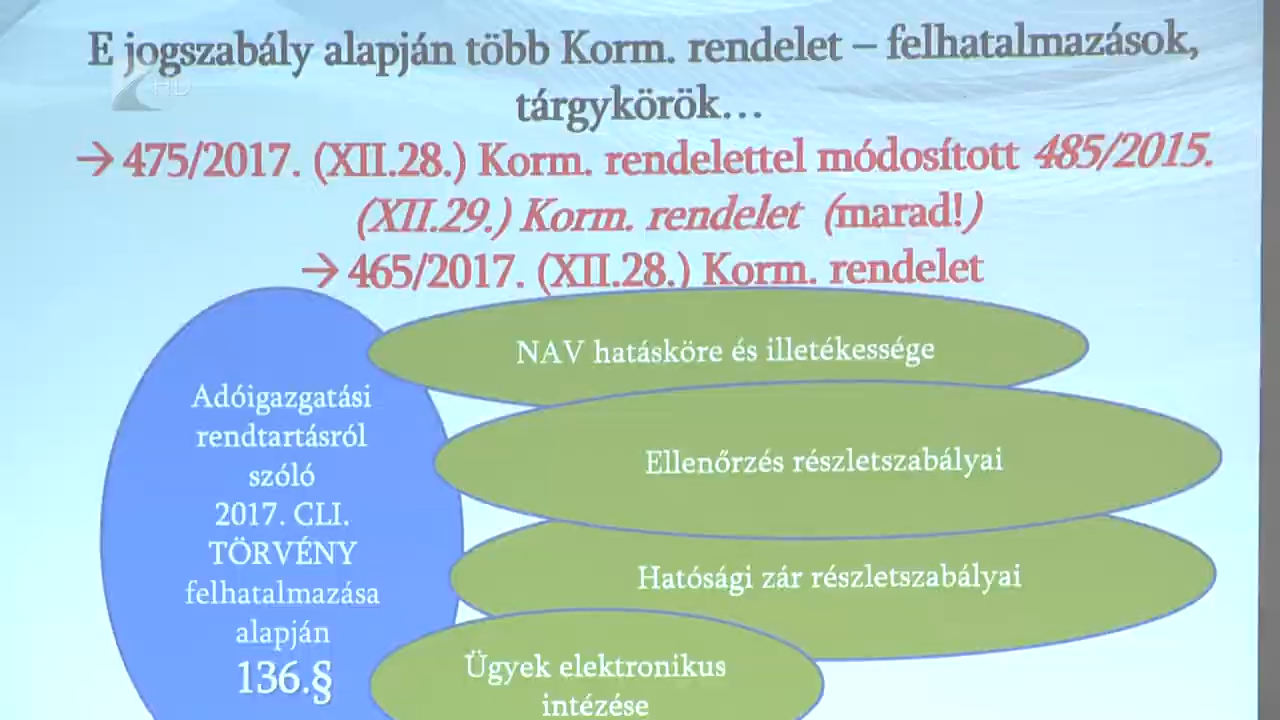 E jogszabály alapján több Korm. rendelet – felhatalmazások,
tárgykörök…
→ 475/2017. (XII.28.) Korm. rendelettel módosított 485/2015.
(XII.29.) Korm. rendelet (marad!)
→ 465/2017. (XII.28.) Korm. rendelet
HD
NAV hatásköre és illetékessége
Ellenőrzés részletszabályai
Hatósági zár részletszabályai
Ügyek elektronikus
intézése
Adóigazgatási
rendtartásról
szóló
2017. CLI.
TÖRVÉNY
felhatalmazása
alapján
136.§